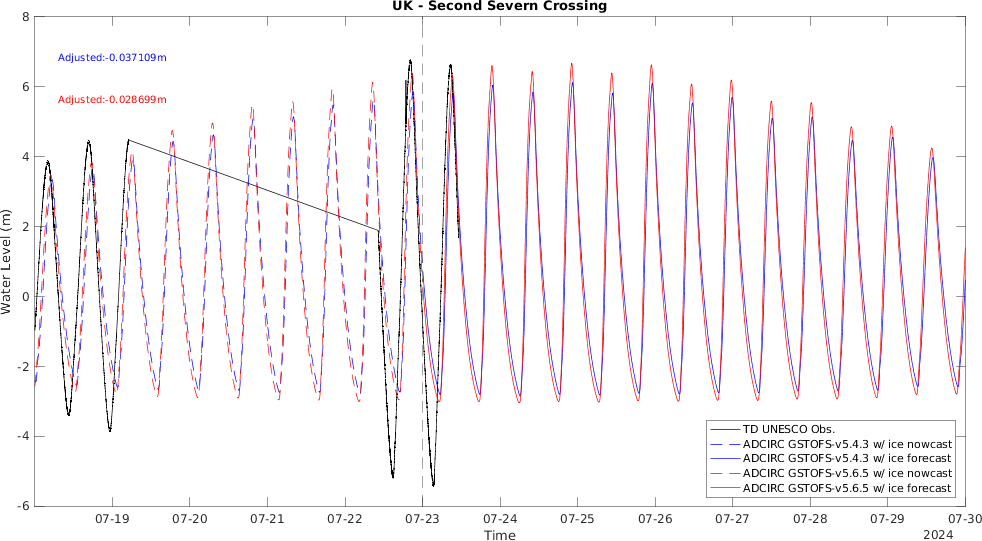 UK - Second Severn Crossing
Adjusted:-0.037109m
Adjusted:-0.028699m
Water Level (m)
8
6
4
2
0
-2
-4
-6
TD UNESCO Obs.
ADCIRC GSTOFS-v5.4.3 w/ ice nowcast
ADCIRC GSTOFS-v5.4.3 w/ ice forecast
ADCIRC GSTOFS-v5.6.5 w/ ice nowcast
ADCIRC GSTOFS-v5.6.5 w/ ice forecast
07-19 07-20 07-21 07-22 07-23 07-24 07-25 07-26 07-27 07-28 07-29 07-30
Time
2024